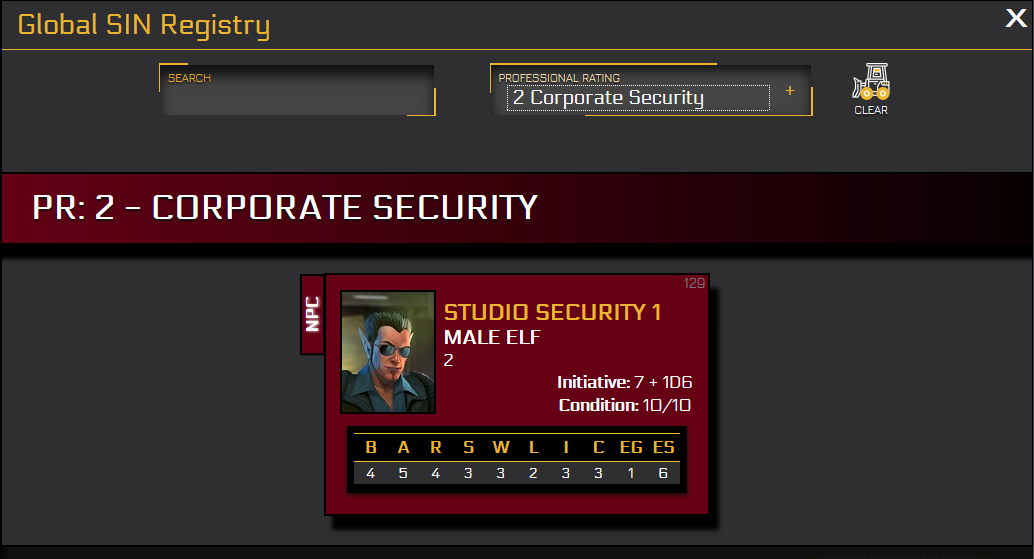 Global SIN Registry
X
SEARCH
PROFESSIONAL RATING
2 Corporate Security
+
CLEAR
PR: 2 - CORPORATE SECURITY
129
NPC
STUDIO SECURITY 1
MALE ELF
2
Initiative: 7 + 1D6
Condition: 10/10
B A R S W L I C EG ES
4 5 4 3 3 2 3 3 1 6